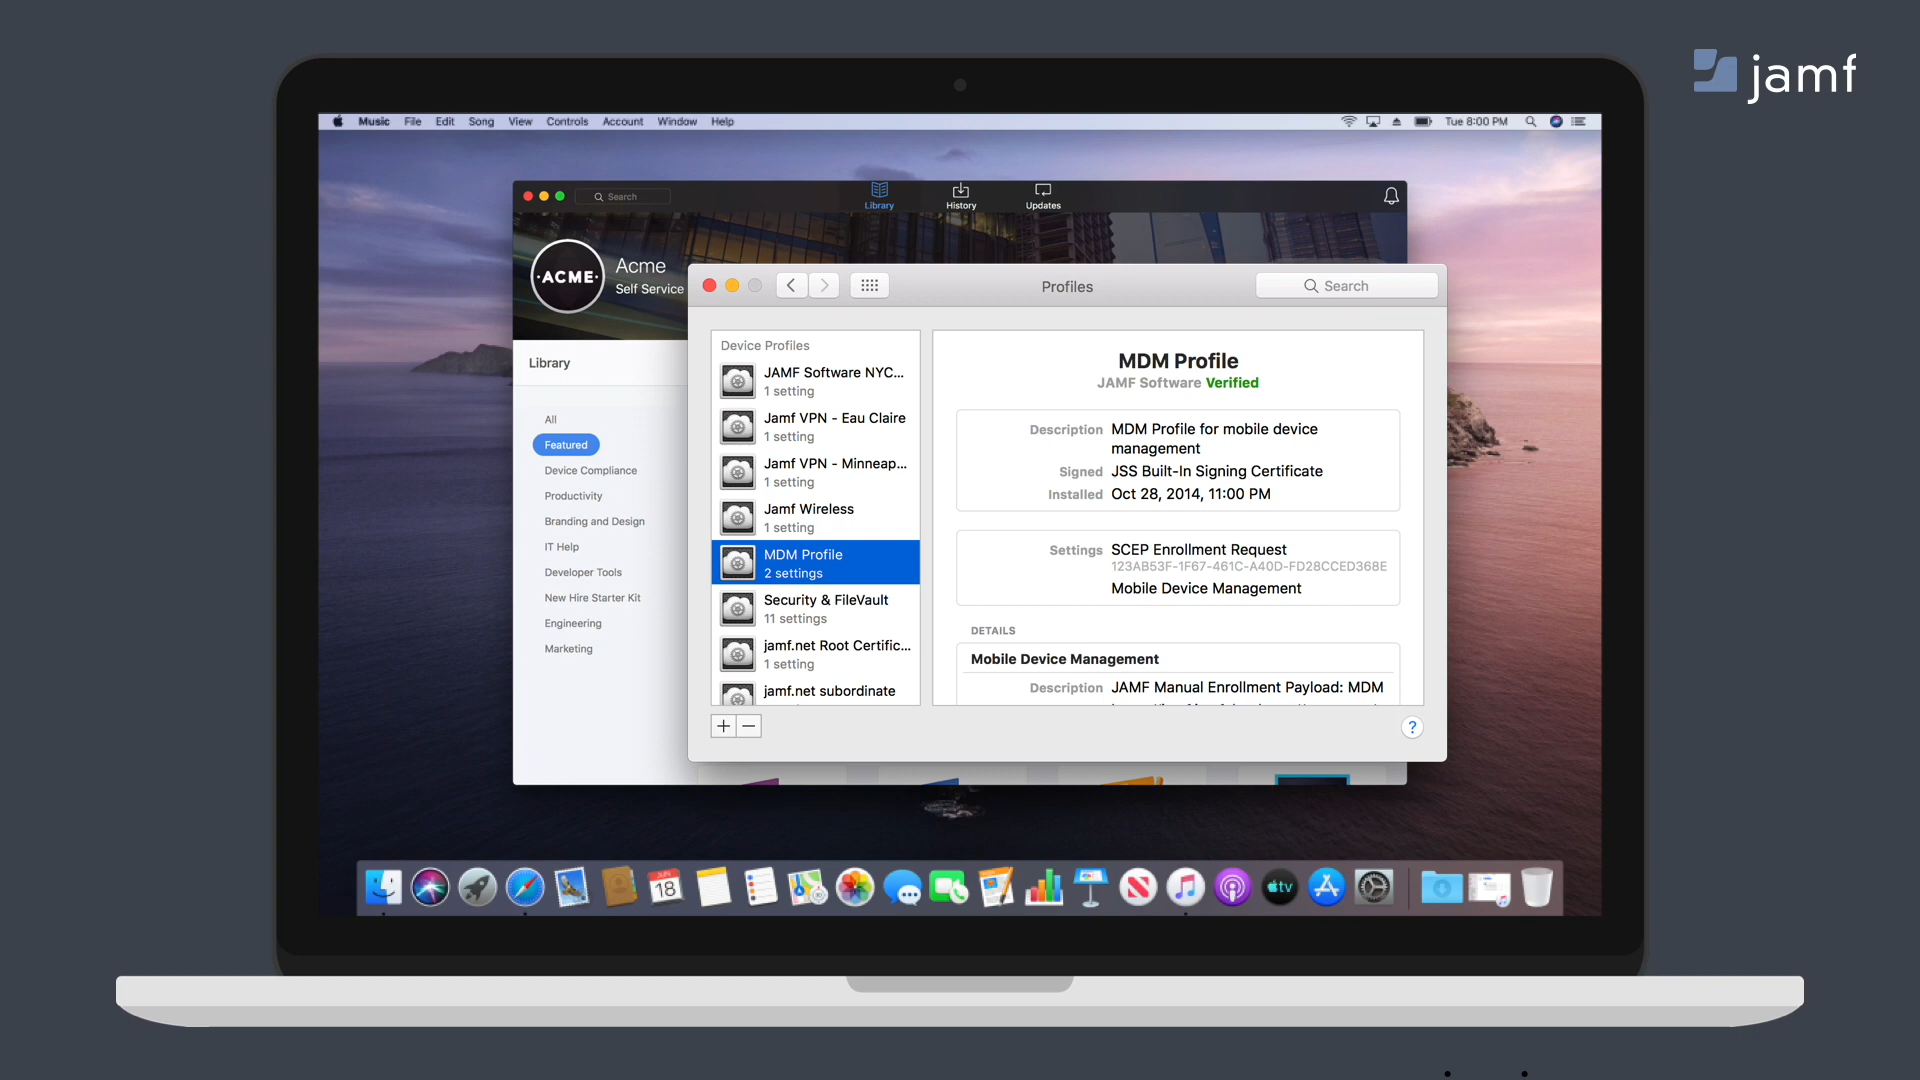 jamf
Music File Edit Song View Controls Account Window Help
Tue 8:00 PM
Search
Library
History
Updates
·ACME·
Acme
Self Service
Library
All
Featured
Device Compliance
Productivity
Branding and Design
IT Help
Developer Tools
New Hire Starter Kit
Engineering
Marketing
Profiles
Search
Device Profiles
JAMF Software NYC...
1 setting
Jamf VPN - Eau Claire
1 setting
Jamf VPN - Minneap...
1 setting
Jamf Wireless
1 setting
MDM Profile
2 settings
Security & FileVault
11 settings
jamf.net Root Certific...
1 setting
jamf.net subordinate
+ −
MDM Profile
JAMF Software Verified
Description MDM Profile for mobile device
management
Signed JSS Built-In Signing Certificate
Installed Oct 28, 2014, 11:00 PM
Settings SCEP Enrollment Request
123AB53F-1F67-461C-A40D-FD28CCED368E
Mobile Device Management
DETAILS
Mobile Device Management
Description JAMF Manual Enrollment Payload: MDM
?
JUN
18
tv